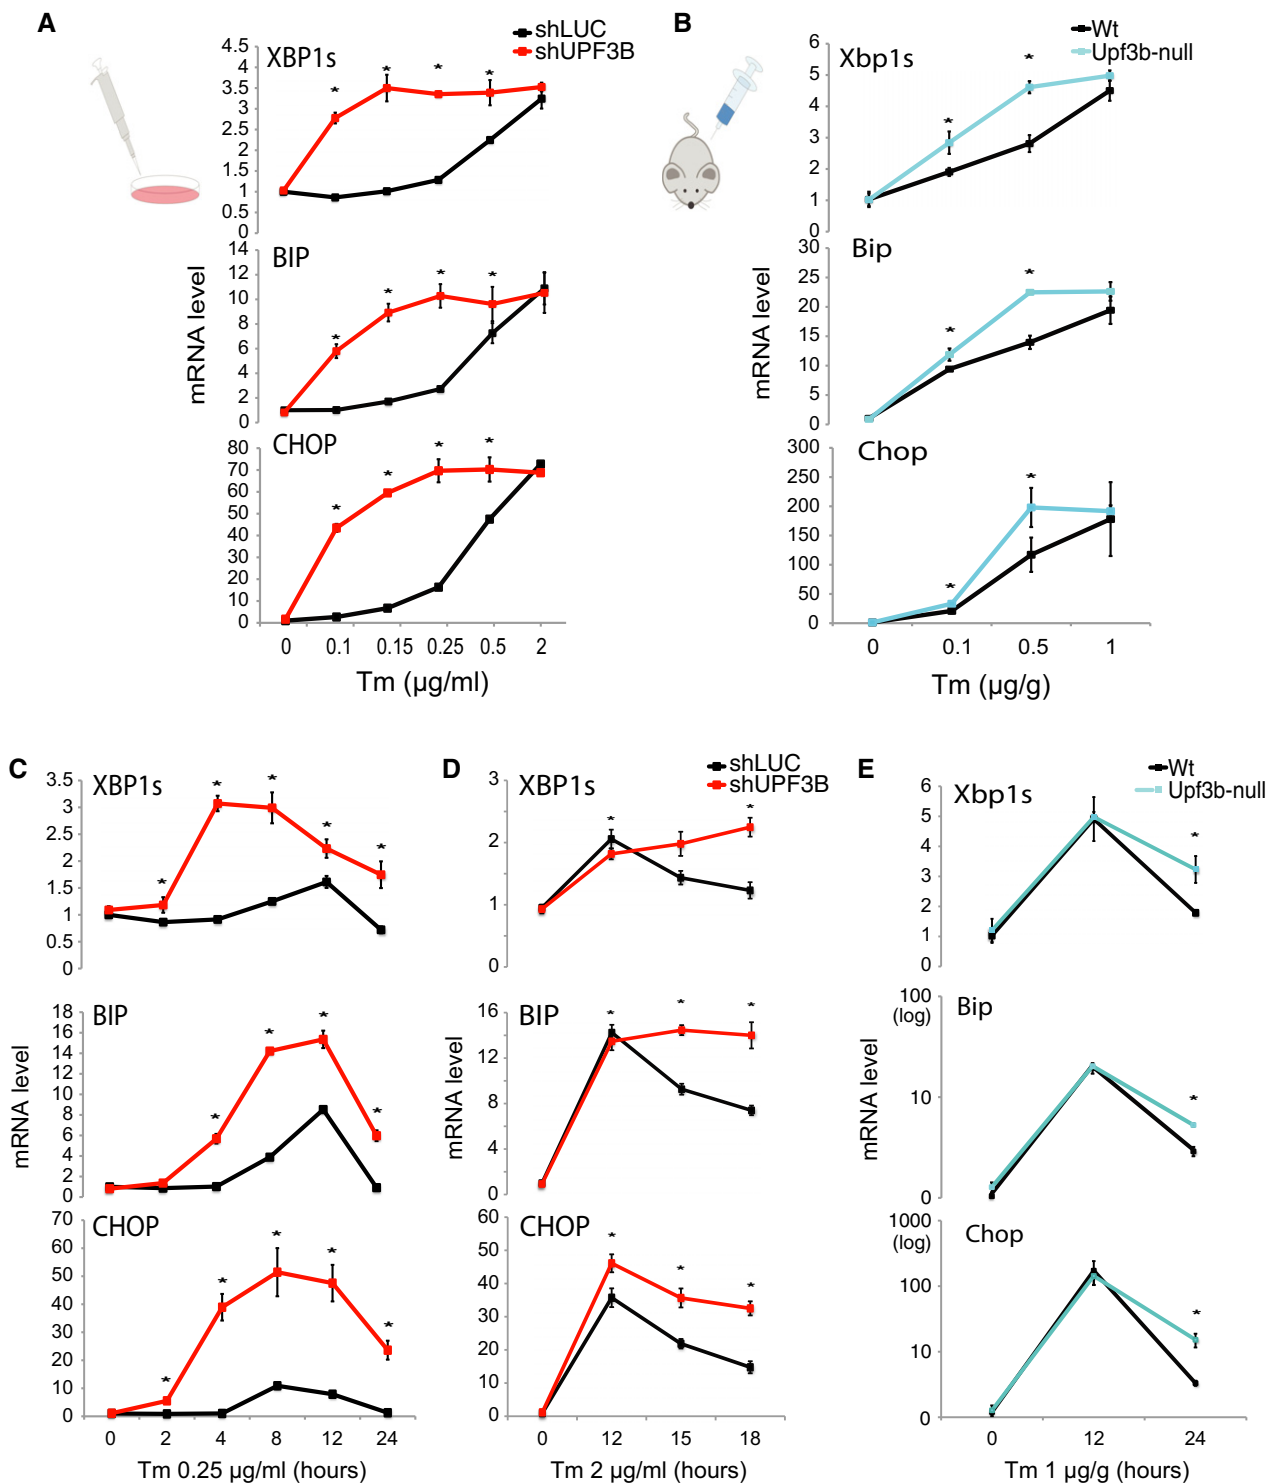 A
shLUC
shUPF3B
XBP1s
4.5
4
3.5
3
2.5
2
1.5
1
0.5
0
* * * *
BIP
14
12
10
8
6
4
2
0
* * * *
mRNA level
CHOP
80
70
60
50
40
30
20
10
0
* * * *
0 0.1 0.15 0.25 0.5 2
Tm (µg/ml)
B
Wt
Upf3b-null
Xbp1s
6
5
4
3
2
1
0
* *
Bip
30
25
20
15
10
5
0
* *
mRNA level
Chop
300
250
200
150
100
50
0
* *
0 0.1 0.5 1
Tm (µg/g)
C
XBP1s
3.5
3
2.5
2
1.5
1
0.5
0
* * * * *
BIP
18
16
14
12
10
8
6
4
2
0
* * * *
mRNA level
CHOP
70
60
50
40
30
20
10
0
* * * * *
0 2 4 8 12 24
Tm 0.25 µg/ml (hours)
D
shLUC
shUPF3B
XBP1s
3
2
1
0
* *
BIP
16
12
8
4
0
* * *
mRNA level
CHOP
60
50
40
30
20
10
0
* * *
0 12 15 18
Tm 2 µg/ml (hours)
E
Wt
Upf3b-null
Xbp1s
6
5
4
3
2
1
0
*
100
(log)
Bip
10
0
*
mRNA level
1000
(log)
Chop
100
10
0
*
0 12 24
Tm 1 µg/g (hours)